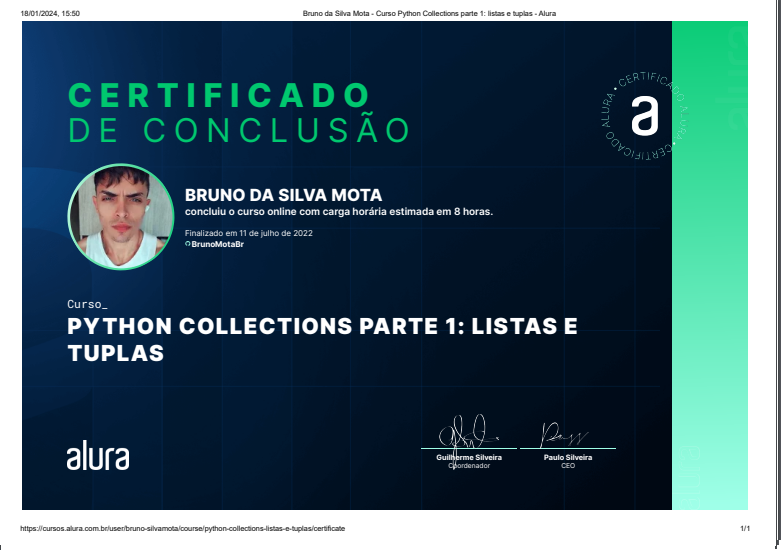 18/01/2024, 15:50
Bruno da Silva Mota - Curso Python Collections parte 1: listas e tuplas - Alura
CERTIFICADO
DE CONCLUSÃO
CERTIFICADO ALURA • CERTIFICADO ALURA •
a
BRUNO DA SILVA MOTA
concluiu o curso online com carga horária estimada em 8 horas.
Finalizado em 11 de julho de 2022
BrunoMotaBr
Curso_
PYTHON COLLECTIONS PARTE 1: LISTAS E
TUPLAS
alura
Guilherme Silveira
Coordenador
Paulo Silveira
CEO
https://cursos.alura.com.br/user/bruno-silvamota/course/python-collections-listas-e-tuplas/certificate
1/1